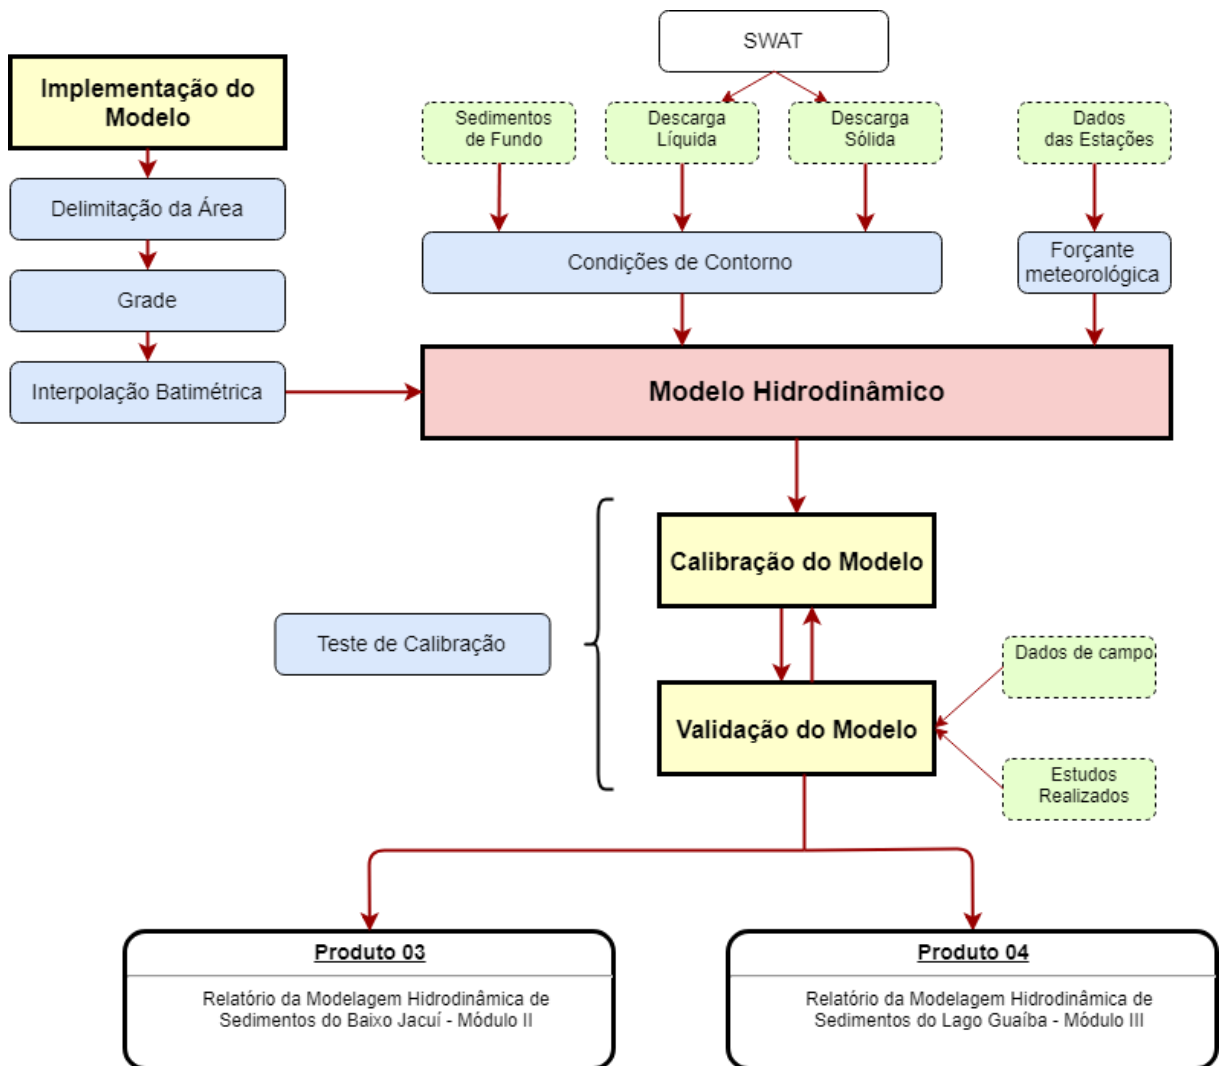 SWAT
Implementação do
Modelo
Sedimentos
de Fundo
Descarga
Líquida
Descarga
Sólida
Dados
das Estações
Delimitação da Área
Condições de Contorno
Forçante
meteorológica
Grade
Interpolação Batimétrica
Modelo Hidrodinâmico
Calibração do Modelo
Teste de Calibração
Dados de campo
Validação do Modelo
Estudos
Realizados
Produto 03
Relatório da Modelagem Hidrodinâmica de
Sedimentos do Baixo Jacuí - Módulo II
Produto 04
Relatório da Modelagem Hidrodinâmica de
Sedimentos do Lago Guaíba - Módulo III